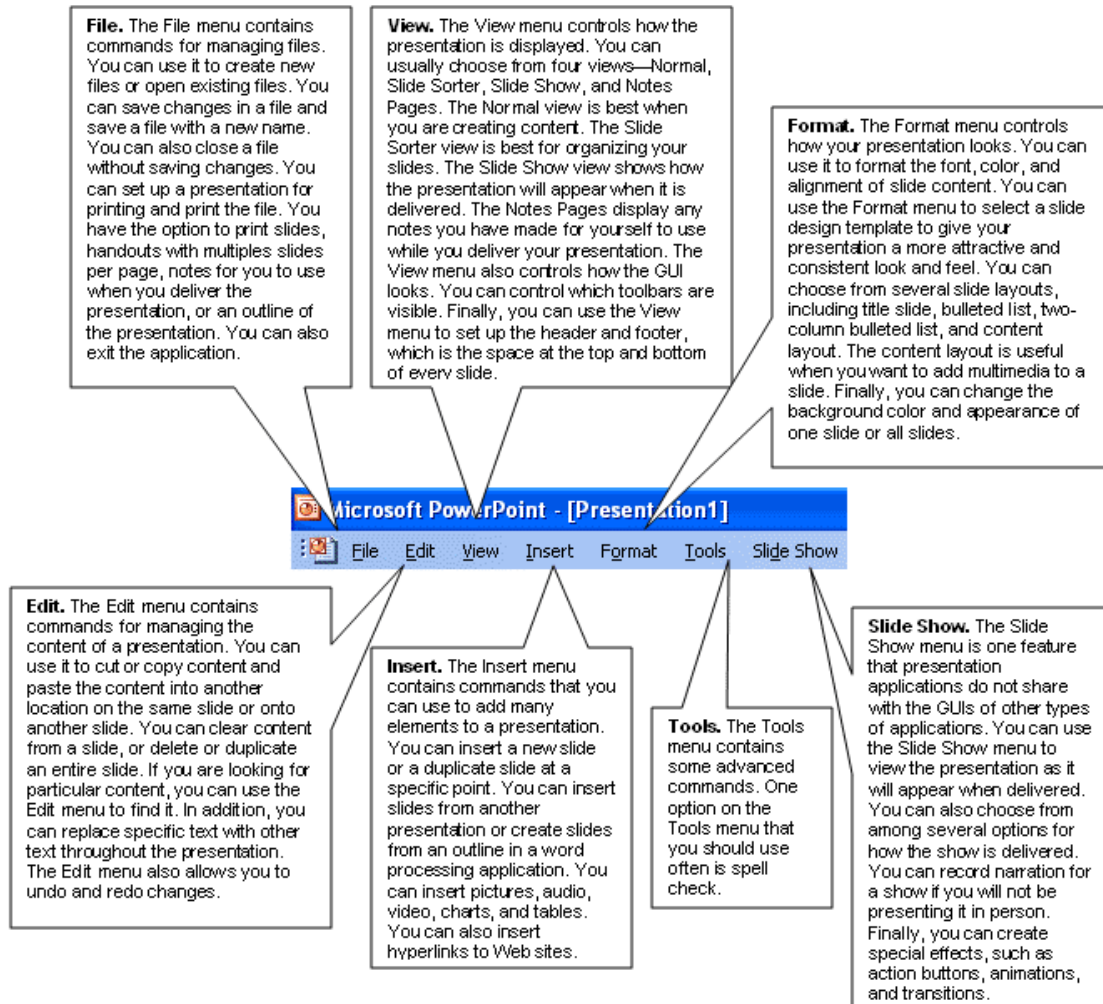 File. The File menu contains
commands for managing files.
You can use it to create new
files or open existing files. You
can save changes in a file and
save a file with a new name.
You can also close a file
without saving changes. You
can set up a presentation for
printing and print the file. You
have the option to print slides,
handouts with multiples slides
per page, notes for you to use
when you deliver the
presentation, or an outline of
the presentation. You can also
exit the application.
View. The View menu controls how the
presentation is displayed. You can
usually choose from four views—Normal,
Slide Sorter, Slide Show, and Notes
Pages. The Normal view is best when
you are creating content. The Slide
Sorter view is best for organizing your
slides. The Slide Show view shows how
the presentation will appear when it is
delivered. The Notes Pages display any
notes you have made for yourself to use
while you deliver your presentation. The
View menu also controls how the GUI
looks. You can control which toolbars are
visible. Finally, you can use the View
menu to set up the header and footer,
which is the space at the top and bottom
of every slide.
Format. The Format menu controls
how your presentation looks. You can
use it to format the font, color, and
alignment of slide content. You can
use the Format menu to select a slide
design template to give your
presentation a more attractive and
consistent look and feel. You can
choose from several slide layouts,
including title slide, bulleted list, two-
column bulleted list, and content
layout. The content layout is useful
when you want to add multimedia to a
slide. Finally, you can change the
background color and appearance of
one slide or all slides.
Microsoft PowerPoint - [Presentation1]
File Edit View Insert Format Tools Slide Show
Edit. The Edit menu contains
commands for managing the
content of a presentation. You can
use it to cut or copy content and
paste the content into another
location on the same slide or onto
another slide. You can clear content
from a slide, or delete or duplicate
an entire slide. If you are looking for
particular content, you can use the
Edit menu to find it. In addition, you
can replace specific text with other
text throughout the presentation.
The Edit menu also allows you to
undo and redo changes.
Insert. The Insert menu
contains commands that you
can use to add many
elements to a presentation.
You can insert a new slide
or a duplicate slide at a
specific point. You can insert
slides from another
presentation or create slides
from an outline in a word
processing application. You
can insert pictures, audio,
video, charts, and tables.
You can also insert
hyperlinks to Web sites.
Tools. The Tools
menu contains
some advanced
commands. One
option on the
Tools menu that
you should use
often is spell
check.
Slide Show. The Slide
Show menu is one feature
that presentation
applications do not share
with the GUIs of other types
of applications. You can use
the Slide Show menu to
view the presentation as it
will appear when delivered.
You can also choose from
among several options for
how the show is delivered.
You can record narration for
a show if you will not be
presenting it in person.
Finally, you can create
special effects, such as
action buttons, animations,
and transitions.